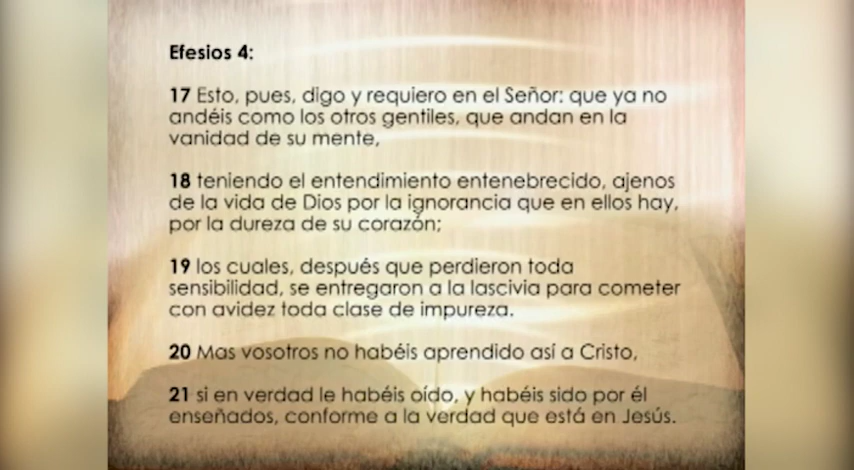 Efesios 4:
17 Esto, pues, digo y requiero en el Señor: que ya no
andéis como los otros gentiles, que andan en la
vanidad de su mente,
18 teniendo el entendimiento entenebrecido, ajenos
de la vida de Dios por la ignorancia que en ellos hay,
por la dureza de su corazón;
19 los cuales, después que perdieron toda
sensibilidad, se entregaron a la lascivia para cometer
con avidez toda clase de impureza.
20 Mas vosotros no habéis aprendido así a Cristo,
21 si en verdad le habéis oído, y habéis sido por él
enseñados, conforme a la verdad que está en Jesús.